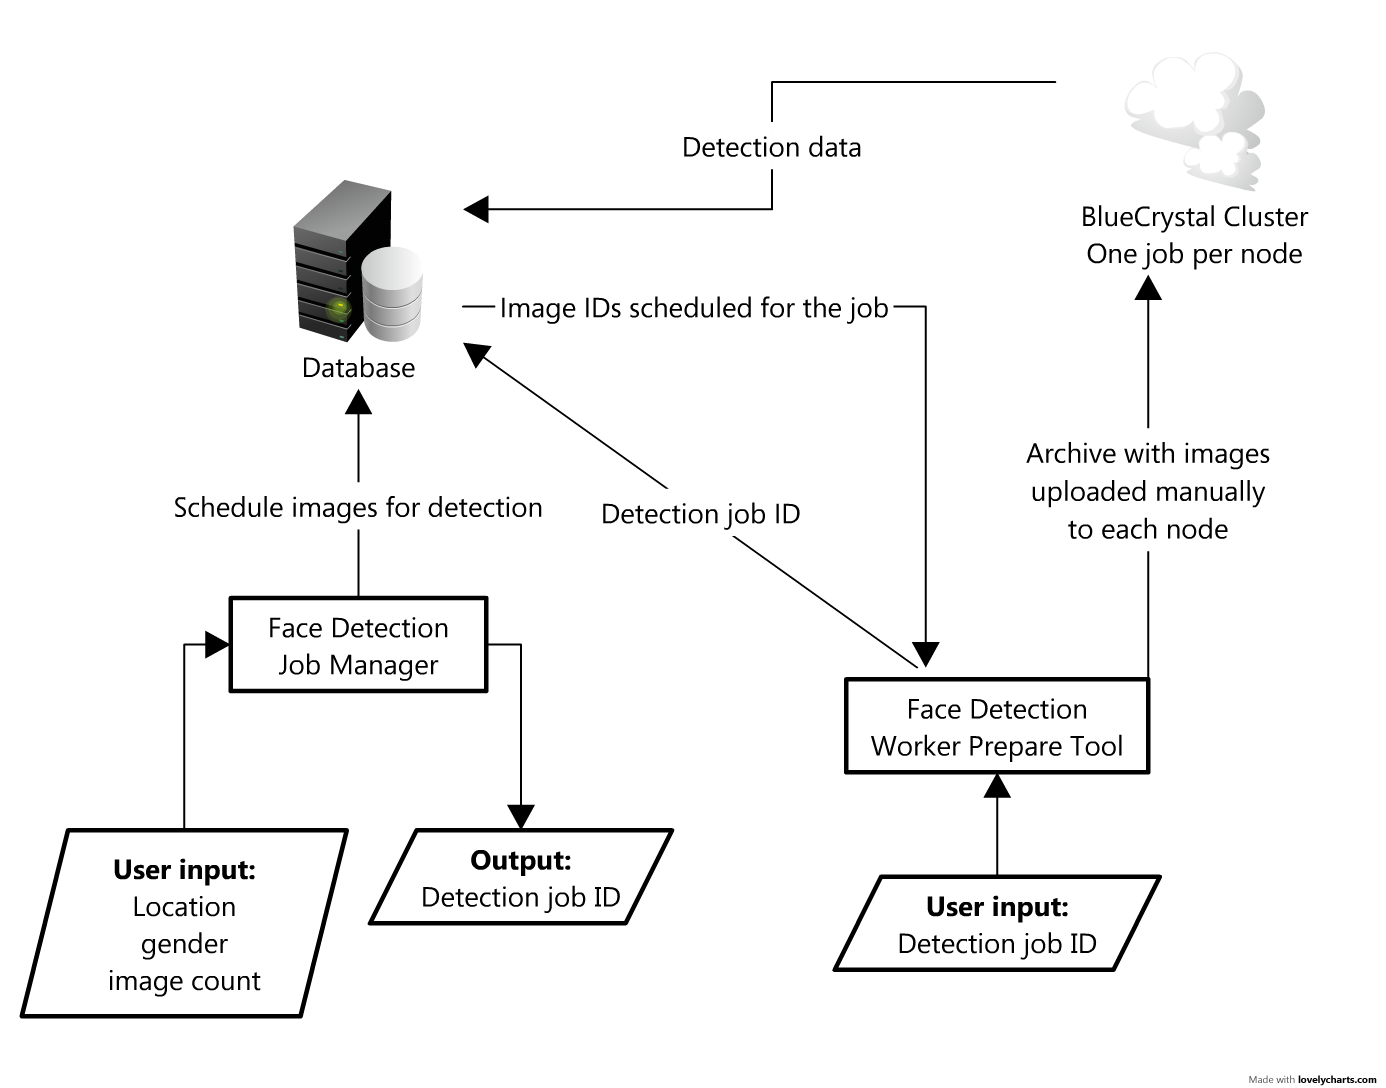 Detection data
BlueCrystal Cluster
One job per node
Image IDs scheduled for the job
Database
Archive with images
uploaded manually
to each node
Schedule images for detection
Detection job ID
Face Detection
Job Manager
Face Detection
Worker Prepare Tool
User input:
Location
gender
image count
Output:
Detection job ID
User input:
Detection job ID
Made with lovelycharts.com